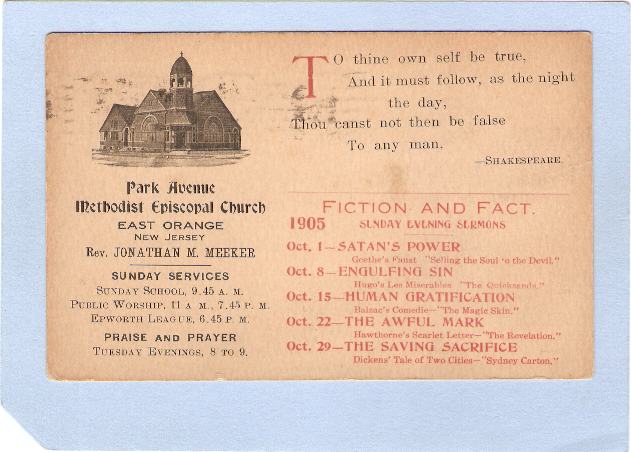 Park Avenue
Methodist Episcopal Church
EAST ORANGE
NEW JERSEY
Rev. JONATHAN M. MEEKER
SUNDAY SERVICES
SUNDAY SCHOOL, 9.45 A. M.
PUBLIC WORSHIP, 11 A M., 7.45 P. M.
EPWORTH LEAGUE, 6.45 P. M.
PRAISE AND PRAYER
TUESDAY EVENINGS, 8 TO 9.
TO thine own self be true,
And it must follow, as the night
the day,
Thou canst not then be false
To any man.
—SHAKESPEARE.
FICTION AND FACT.
1905 SUNDAY EVENING SERMONS
Oct. 1—SATAN'S POWER
Goethe's Faust "Selling the Soul 'o the Devil."
Oct. 8—ENGULFING SIN
Hugo's Les Miserables "The Quicksands."
Oct. 15—HUMAN GRATIFICATION
Balzac's Comedie—"The Magic Skin."
Oct. 22—THE AWFUL MARK
Hawthorne's Scarlet Letter—"The Revelation."
Oct. 29—THE SAVING SACRIFICE
Dickens' Tale of Two Cities—"Sydney Carton."